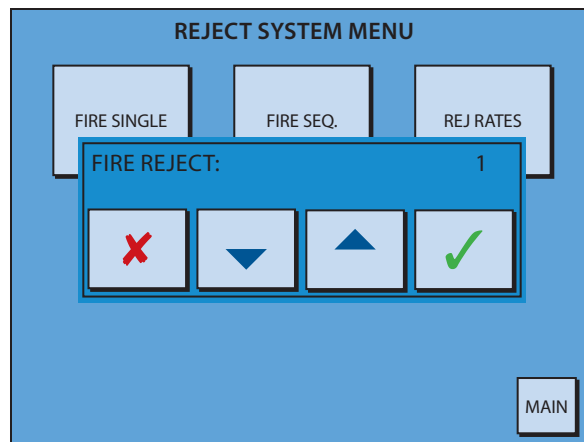 REJECT SYSTEM MENU
FIRE SINGLE
FIRE SEQ.
REJ RATES
FIRE REJECT: 1
MAIN